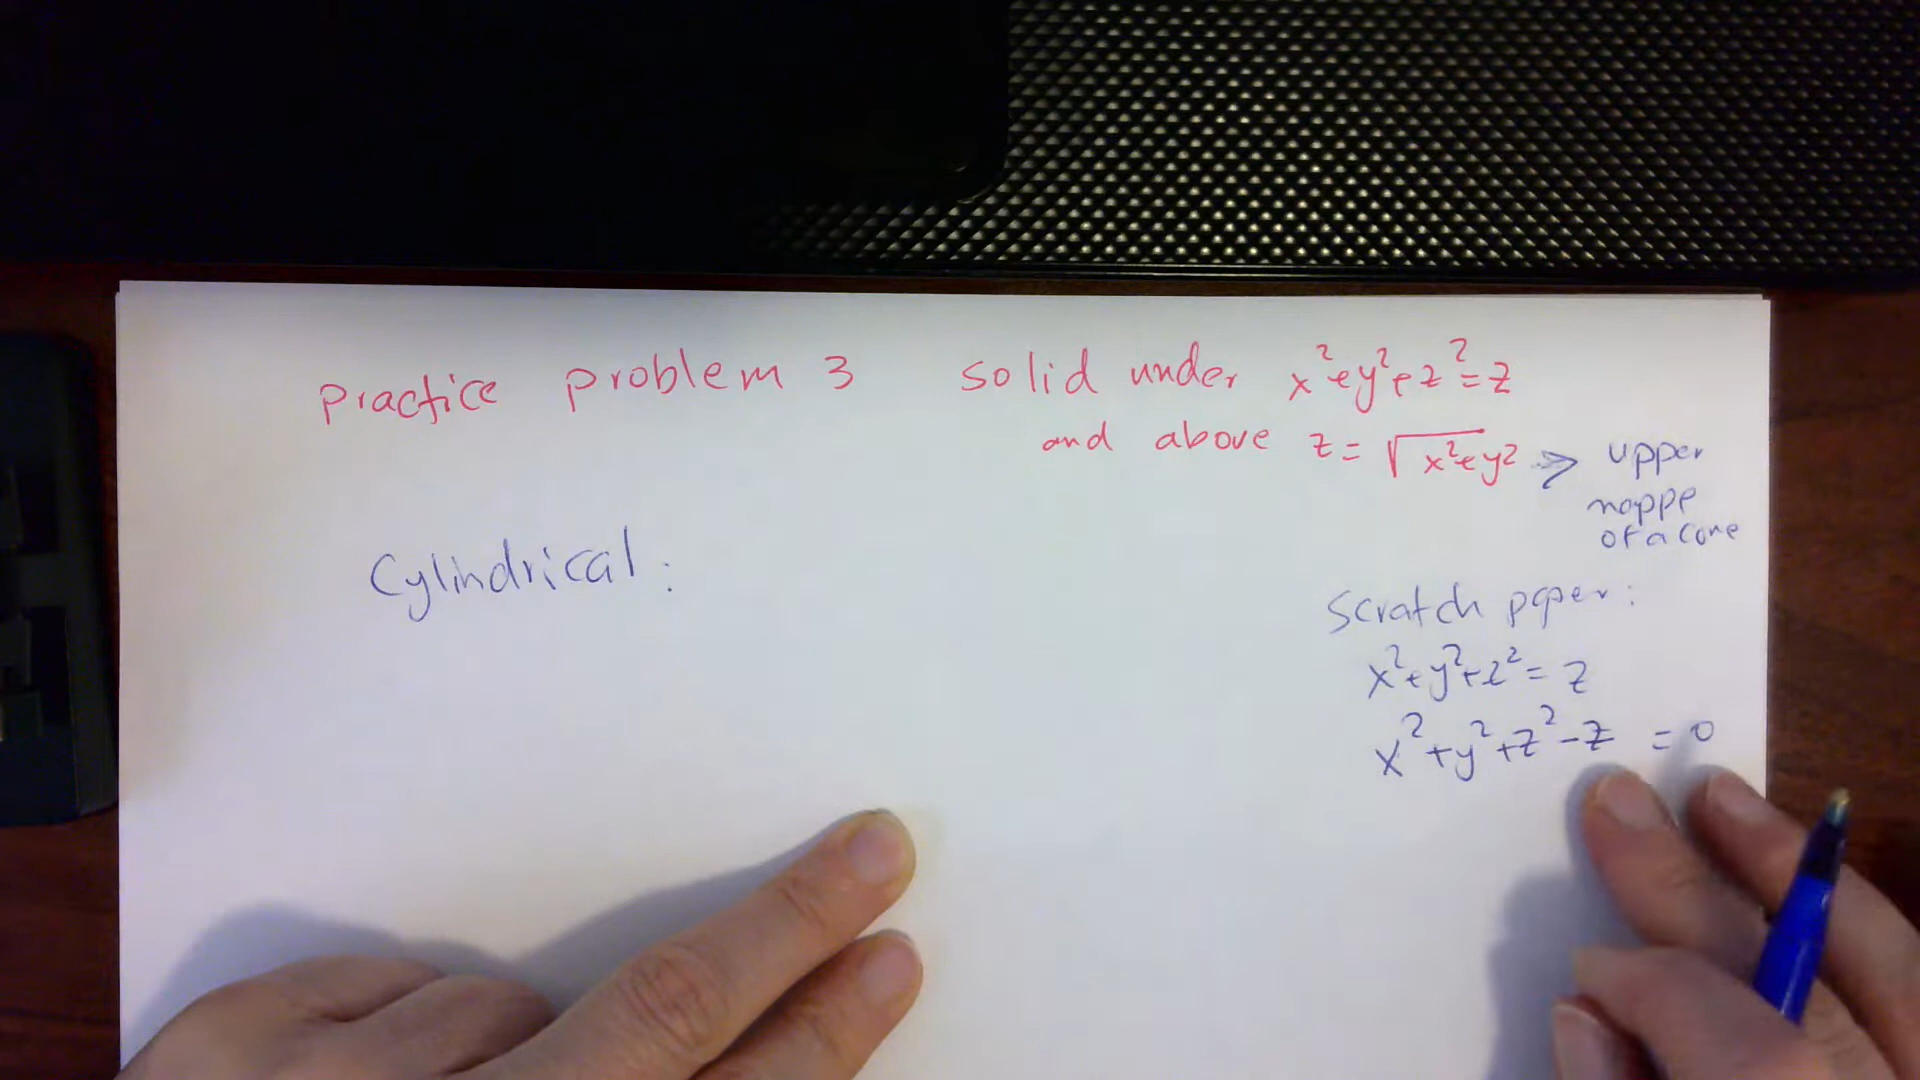 Practice problem 3 solid under x²+y²+z²=z
and above z=√x²+y² ⇒ upper
nappe
of a cone
Cylindrical:
Scratch paper:
x²+y²+z²=z
x²+y²+z²-z =0